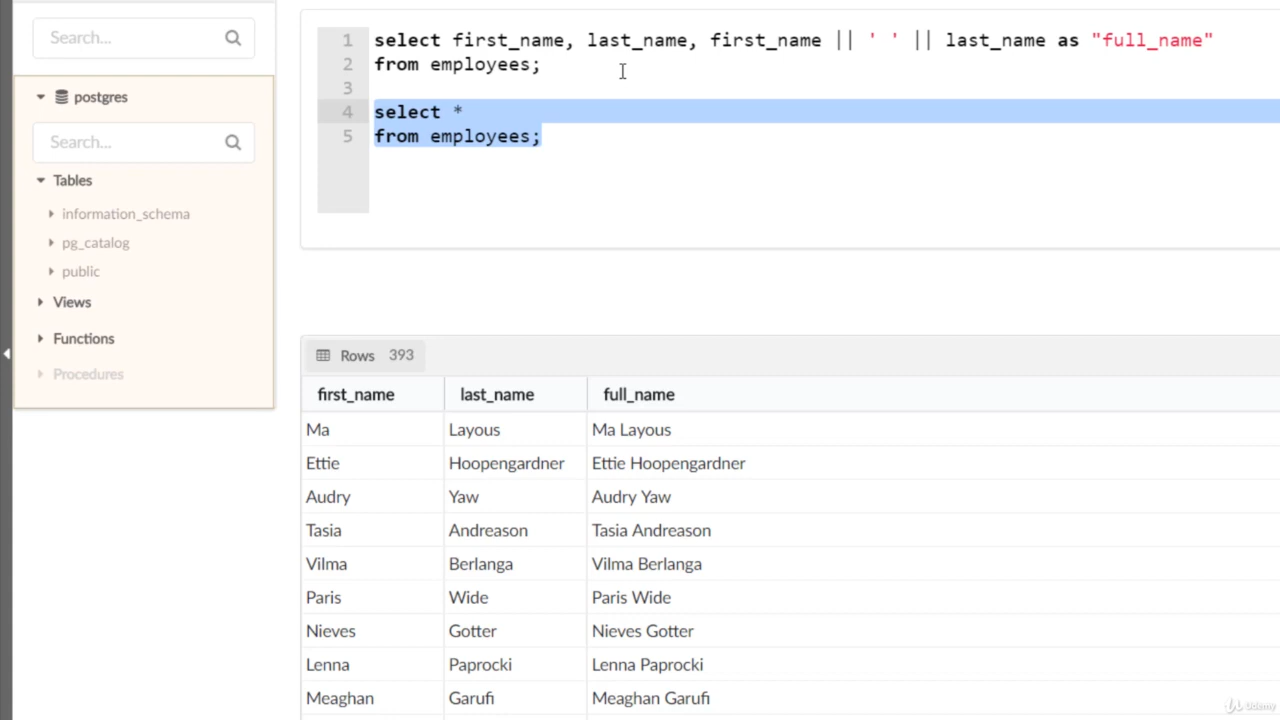 Search...
postgres
Search...
Tables
information_schema
pg_catalog
public
Views
Functions
Procedures
1 select first_name, last_name, first_name || ' ' || last_name as "full_name"
2 from employees;
3
4 select *
5 from employees;
Rows 393
first_name last_name full_name
Ma Layous Ma Layous
Ettie Hoopengardner Ettie Hoopengardner
Audry Yaw Audry Yaw
Tasia Andreason Tasia Andreason
Vilma Berlanga Vilma Berlanga
Paris Wide Paris Wide
Nieves Gotter Nieves Gotter
Lenna Paprocki Lenna Paprocki
Meaghan Garufi Meaghan Garufi
Udemy